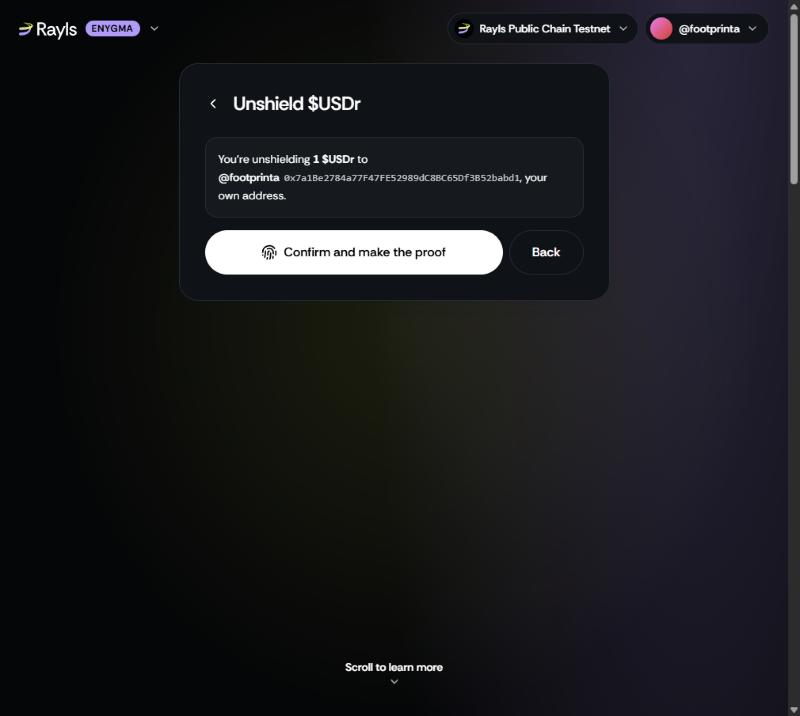 Rayls ENYGMA
Rayls Public Chain Testnet
@footprinta
Unshield $USDr
You're unshielding 1 $USDr to
@footprinta 0x7a1Be2784a77F47FE52989dC8BC65Df3B52babd1, your
own address.
Confirm and make the proof
Back
Scroll to learn more